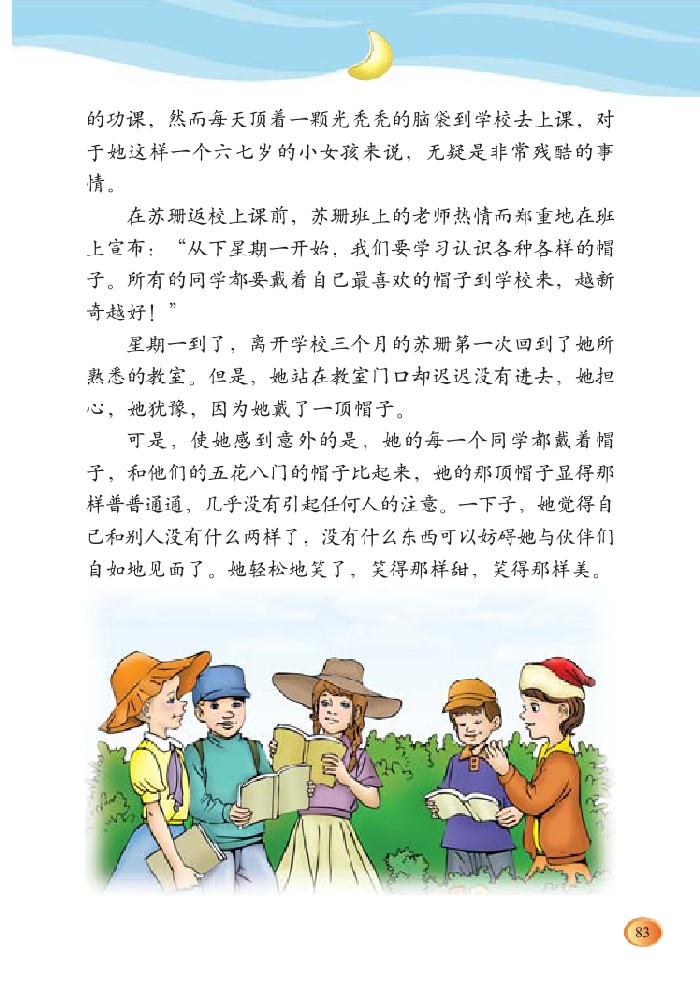 的功课，然而每天顶着一颗光秃秃的脑袋到学校去上课，对
于她这样一个六七岁的小女孩来说，无疑是非常残酷的事
情。
在苏珊返校上课前，苏珊班上的老师热情而郑重地在班
上宣布：“从下星期一开始，我们要学习认识各种各样的帽
子。所有的同学都要戴着自己最喜欢的帽子到学校来，越新
奇越好！”
星期一到了，离开学校三个月的苏珊第一次回到了她所
熟悉的教室。但是，她站在教室门口却迟迟没有进去，她担
心，她犹豫，因为她戴了一顶帽子。
可是，使她感到意外的是，她的每一个同学都戴着帽
子，和他们的五花八门的帽子比起来，她的那顶帽子显得那
样普普通通，几乎没有引起任何人的注意。一下子，她觉得自
己和别人没有什么两样了，没有什么东西可以妨碍她与伙伴们
自如地见面了。她轻松地笑了，笑得那样甜，笑得那样美。
83